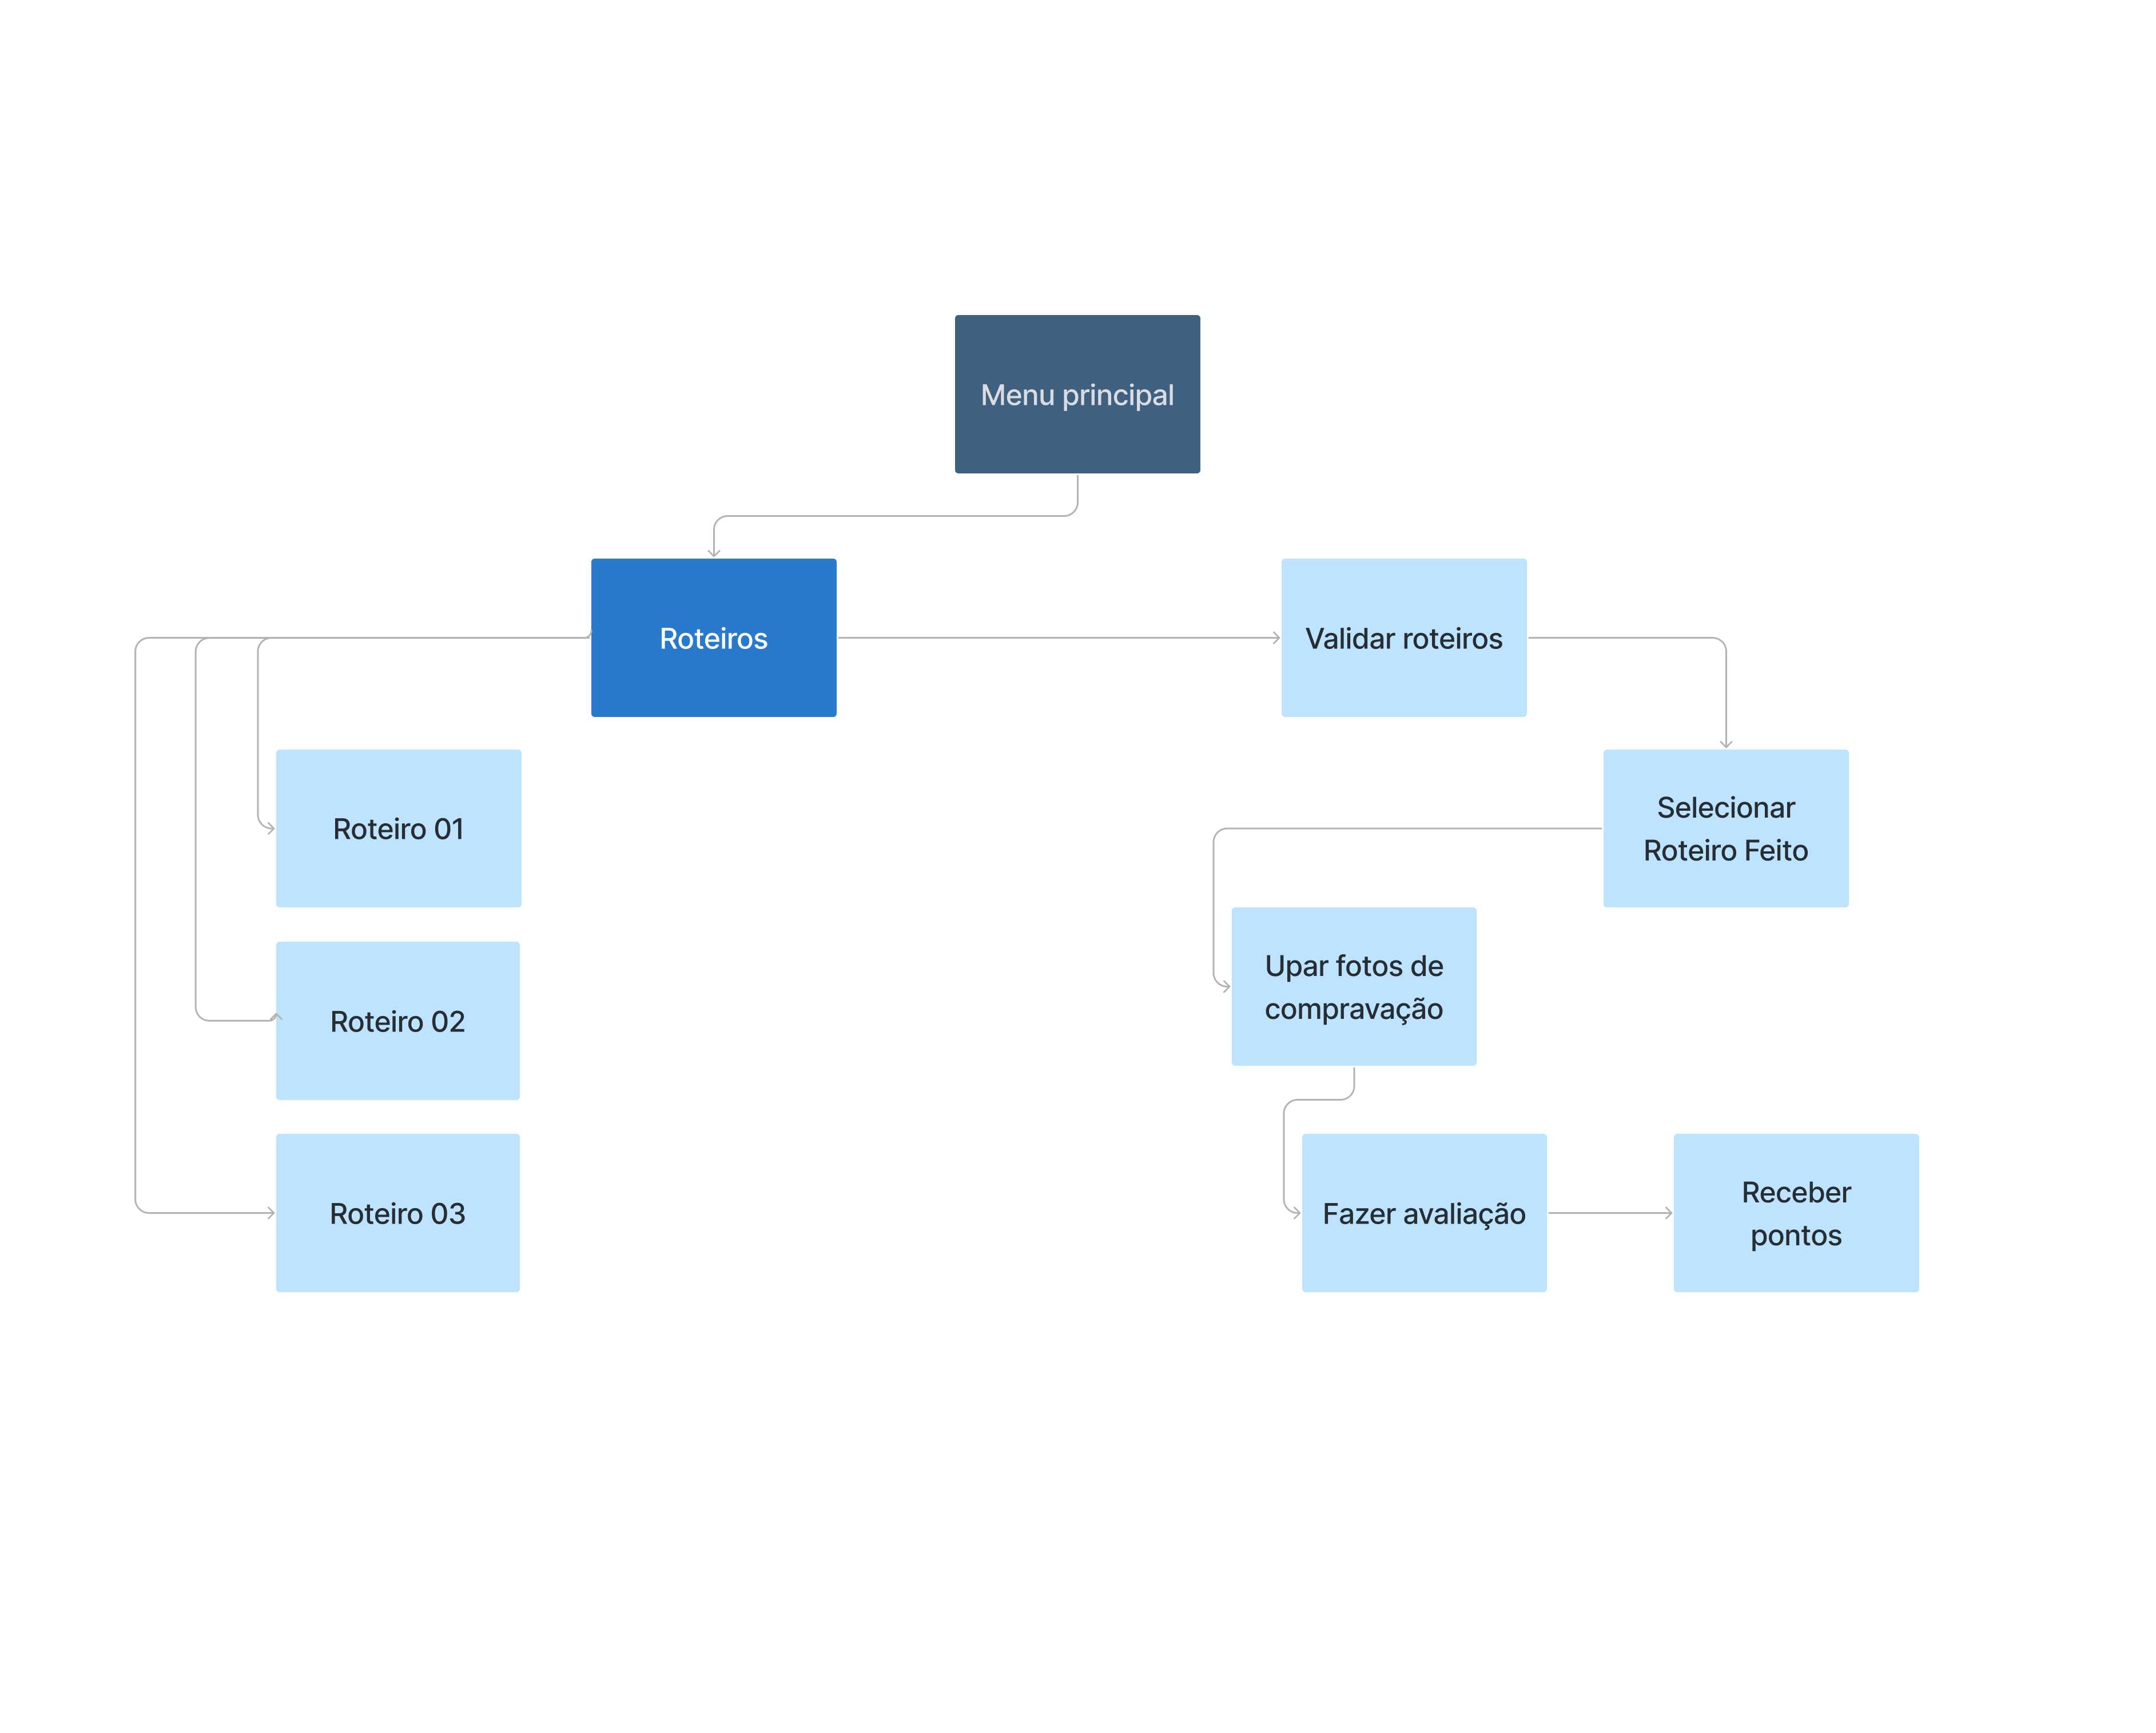 Menu principal
Roteiros
Validar roteiros
Roteiro 01
Selecionar
Roteiro Feito
Upar fotos de
compravação
Roteiro 02
Roteiro 03
Fazer avaliação
Receber
pontos